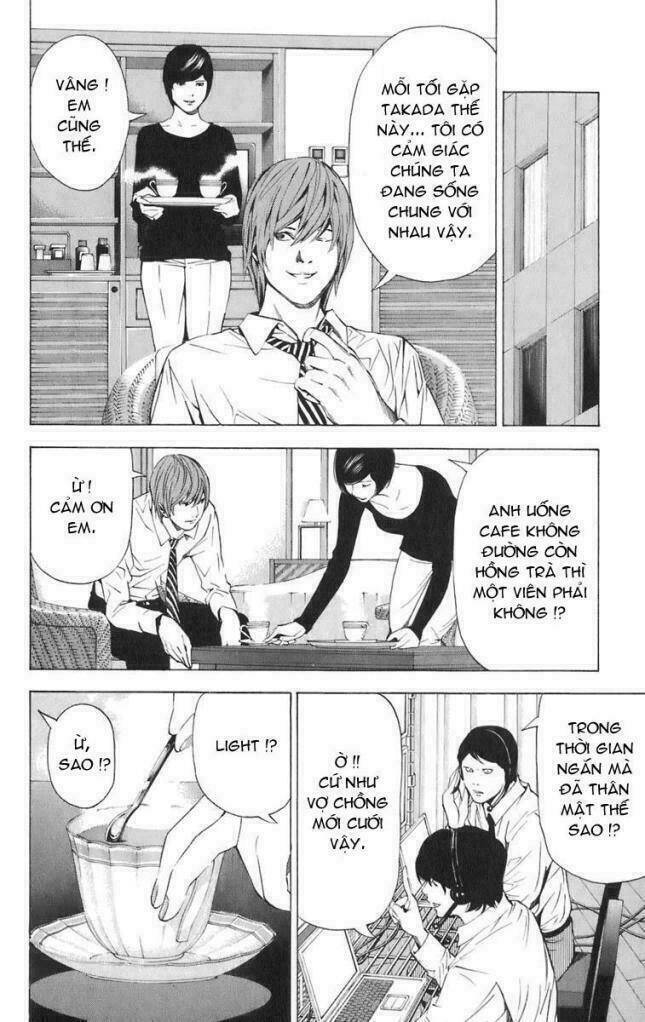 MỖI TỐI GẶP
TAKADA THẾ
NÀY... TÔI CÓ
CẢM GIÁC
CHÚNG TA
ĐANG SỐNG
CHUNG VỚI
NHAU VẬY.
VÂNG !
EM
CŨNG
THẾ.
ANH UỐNG
CAFE KHÔNG
ĐƯỜNG CÒN
HỒNG TRÀ THÌ
MỘT VIÊN PHẢI
KHÔNG !?
Ừ !
CẢM ƠN
EM.
TRONG
THỜI GIAN
NGẮN MÀ
ĐÃ THÂN
MẬT THẾ
SAO !?
Ờ !!
CỨ NHƯ
VỢ CHỒNG
MỚI CƯỚI
VẬY.
LIGHT !?
Ừ,
SAO !?